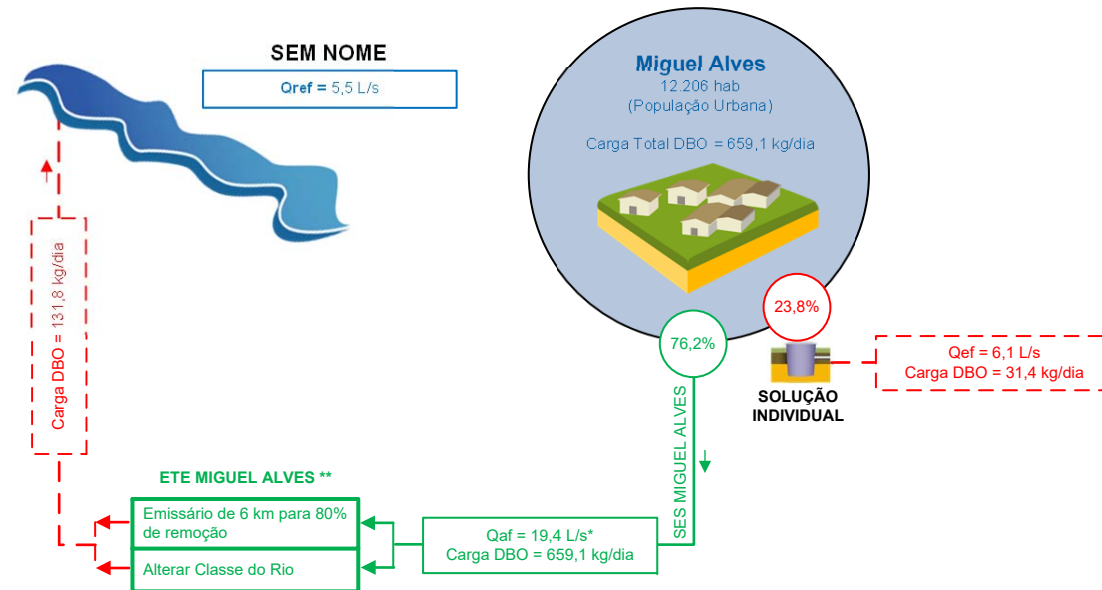 SEM NOME
Qref = 5,5 L/s
Miguel Alves
12.206 hab
(População Urbana)
Carga Total DBO = 659,1 kg/dia
23,8%
76,2%
Qef = 6,1 L/s
Carga DBO = 31,4 kg/dia
SOLUÇÃO
INDIVIDUAL
SES MIGUEL ALVES
Carga DBO = 131,8 kg/dia
ETE MIGUEL ALVES **
Emissário de 6 km para 80%
de remoção
Alterar Classe do Rio
Qaf = 19,4 L/s*
Carga DBO = 659,1 kg/dia